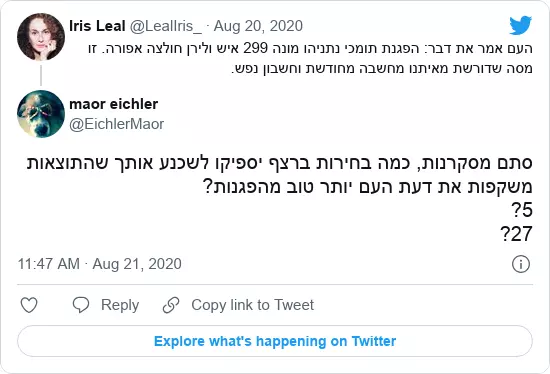 Iris Leal @LealIris_ · Aug 20, 2020
העם אמר את דבר: הפגנת תומכי נתניהו מונה 299 איש ולירן חולצה אפורה. זו
מסה שדורשת מאיתנו מחשבה מחודשת וחשבון נפש.
maor eichler
@EichlerMaor
סתם מסקרנות, כמה בחירות ברצף יספיקו לשכנע אותך שהתוצאות
משקפות את דעת העם יותר טוב מהפגנות?
5?
27?
11:47 AM · Aug 21, 2020
Reply
Copy link to Tweet
Explore what's happening on Twitter